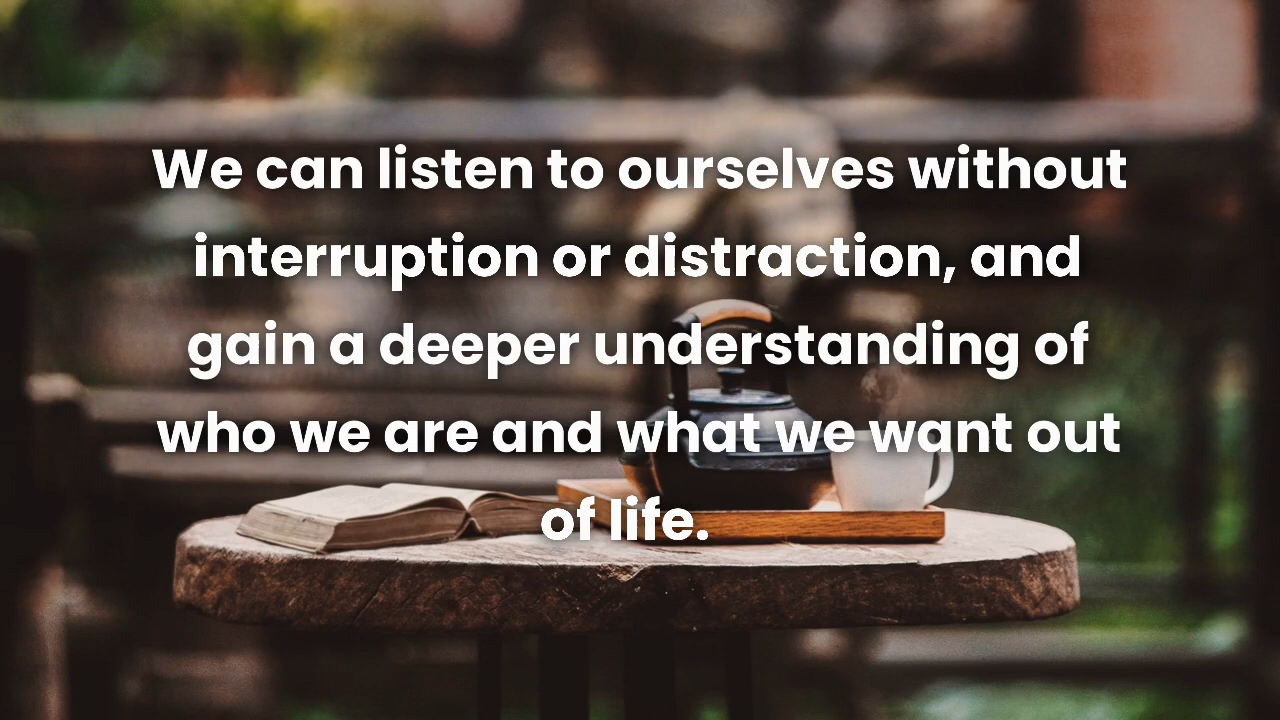 We can listen to ourselves without
interruption or distraction, and
gain a deeper understanding of
who we are and what we want out
of life.